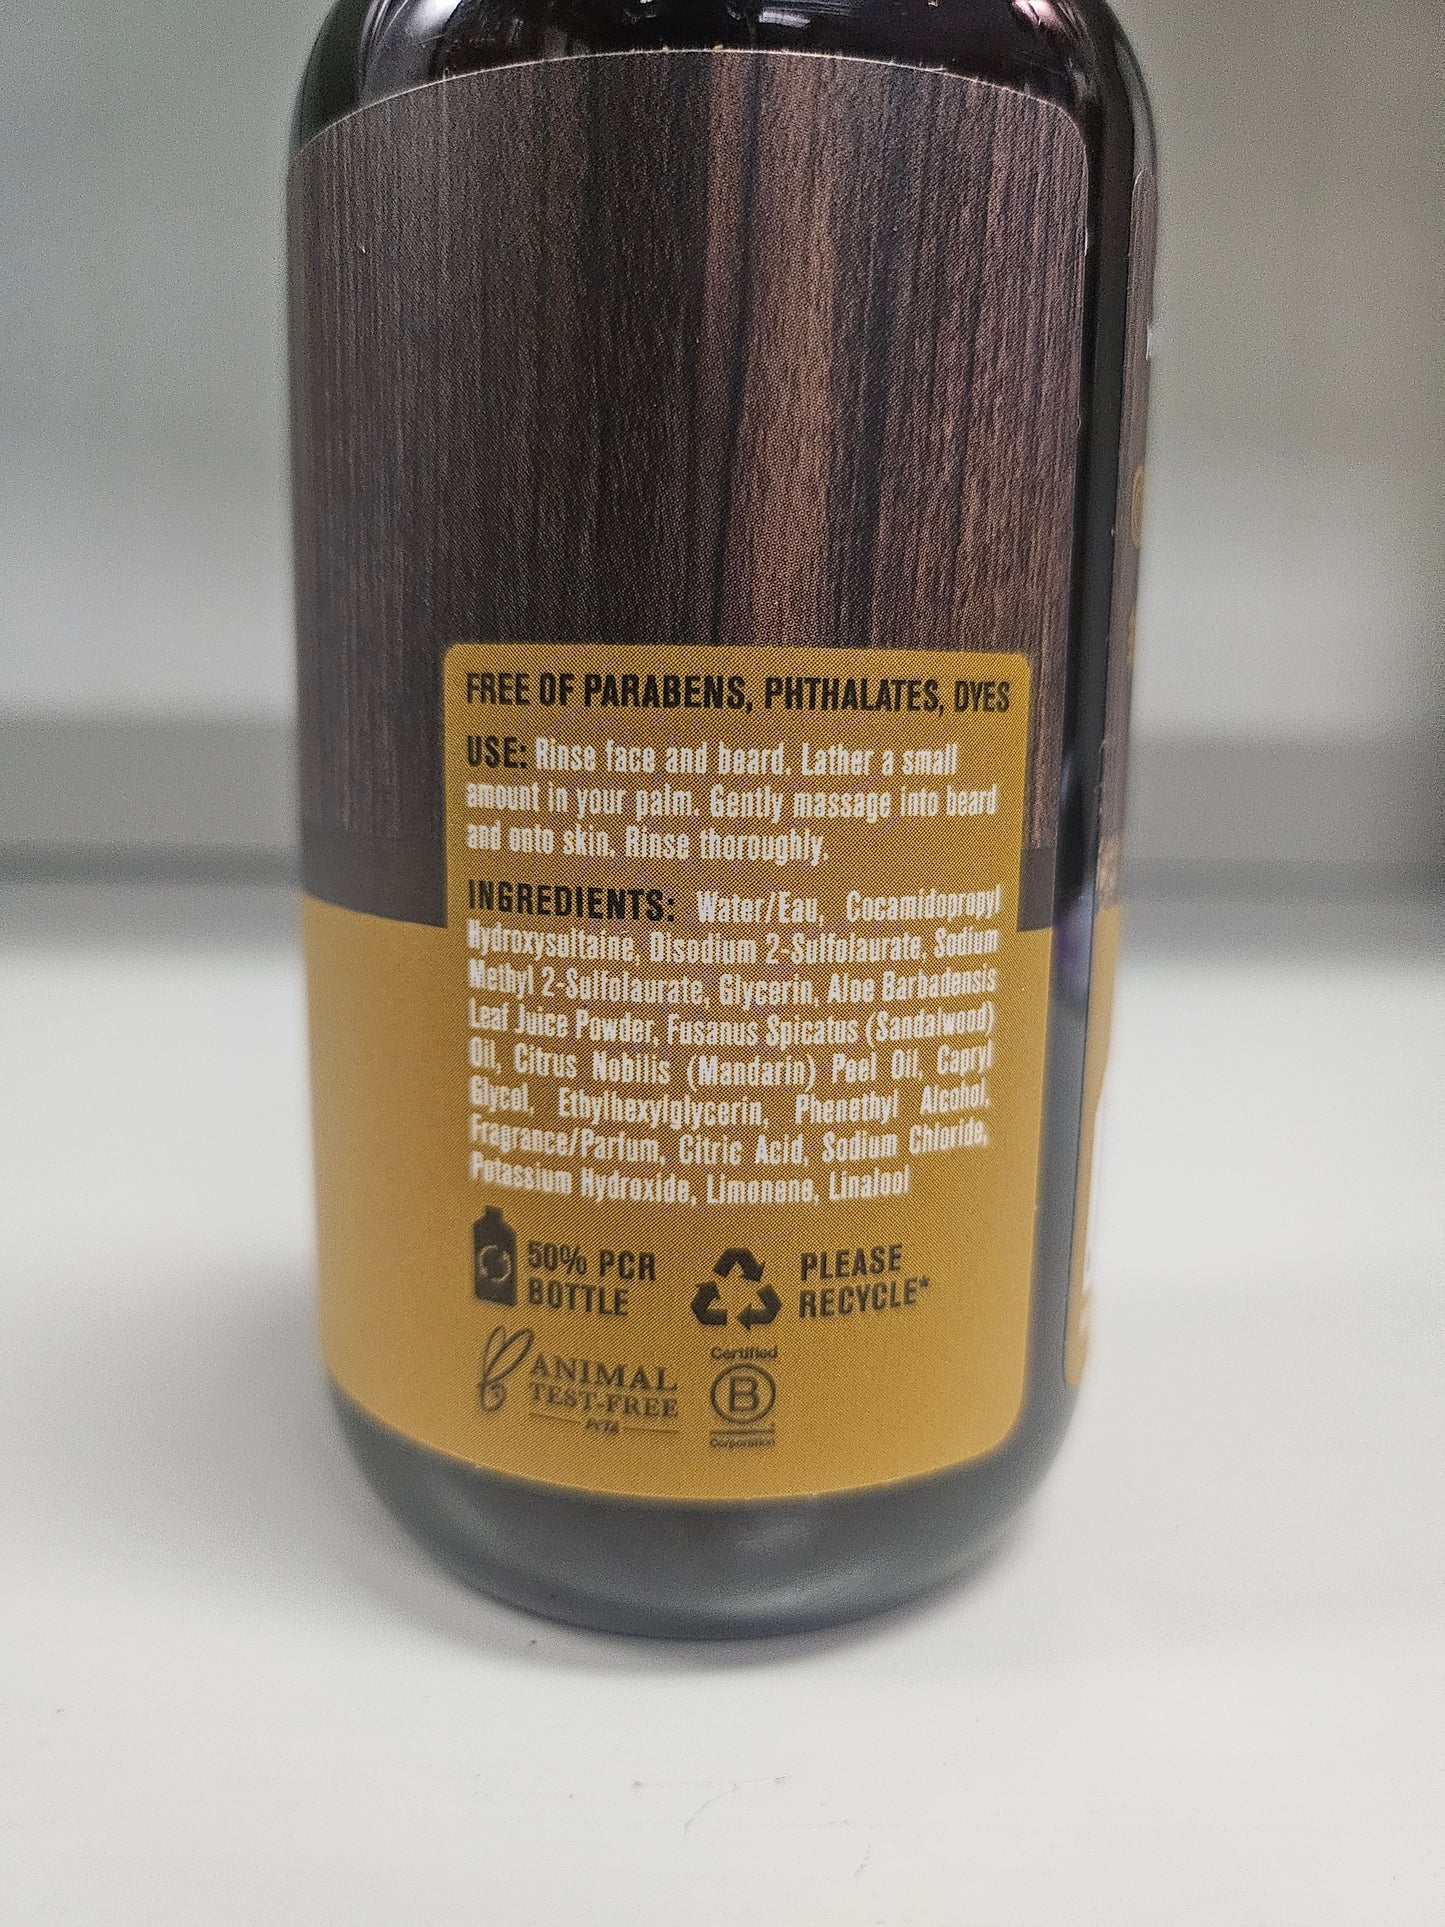 FREE OF PARABENS, PHTHALATES, DYES
USE: Rinse face and beard. Lather a small
amount in your palm. Gently massage into beard
and onto skin. Rinse thoroughly.
INGREDIENTS: Water/Eau, Cocamidopropyl
Hydroxysultaine, Disodium 2-Sulfolaurate, Sodium
Methyl 2-Sulfolaurate, Glycerin, Aloe Barbadensis
Leaf Juice Powder, Fusanus Spicatus (Sandalwood)
Oil, Citrus Nobilis (Mandarin) Peel Oil, Capryl
Glycol, Ethylhexylglycerin, Phenethyl Alcohol,
Fragrance/Parfum, Citric Acid, Sodium Chloride,
Potassium Hydroxide, Limonene, Linalool
50% PCR
BOTTLE
PLEASE
RECYCLE*
ANIMAL
TEST-FREE
PETA
Certified
B
Corporation